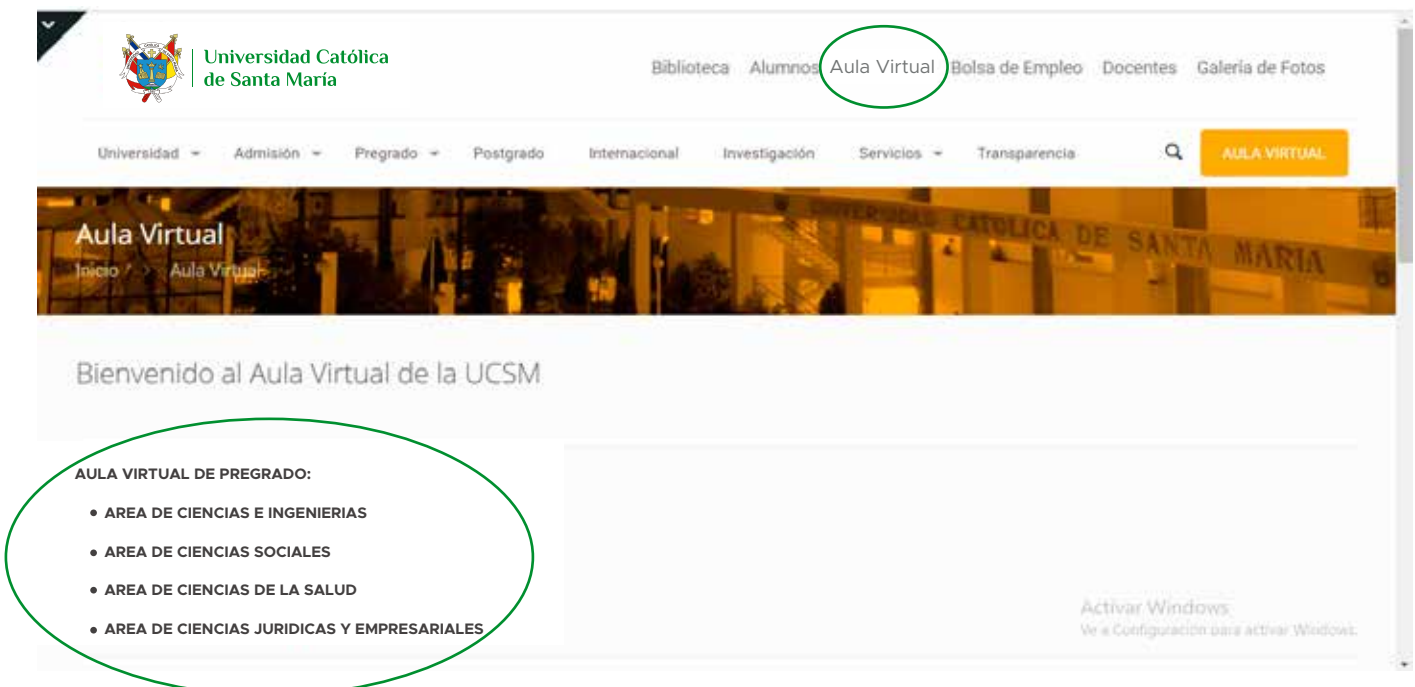 Universidad Católica
de Santa María
Biblioteca Alumnos Aula Virtual Bolsa de Empleo Docentes Galería de Fotos
Universidad Admisión Pregrado Postgrado Internacional Investigación Servicios Transparencia AULA VIRTUAL
UNIVERSIDAD CATOLICA DE SANTA MARIA
Aula Virtual
Inicio / > Aula Virtual
Bienvenido al Aula Virtual de la UCSM
AULA VIRTUAL DE PREGRADO:
• AREA DE CIENCIAS E INGENIERIAS
• AREA DE CIENCIAS SOCIALES
• AREA DE CIENCIAS DE LA SALUD
• AREA DE CIENCIAS JURIDICAS Y EMPRESARIALES
Activar Windows
Ve a Configuración para activar Windows.